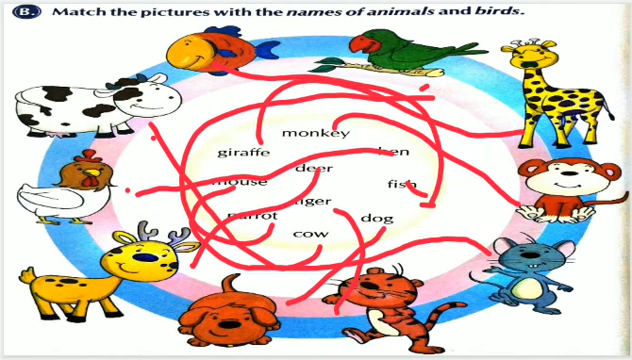 B. Match the pictures with the names of animals and birds.
monkey
giraffe hen
deer
mouse fish
tiger
parrot dog
cow